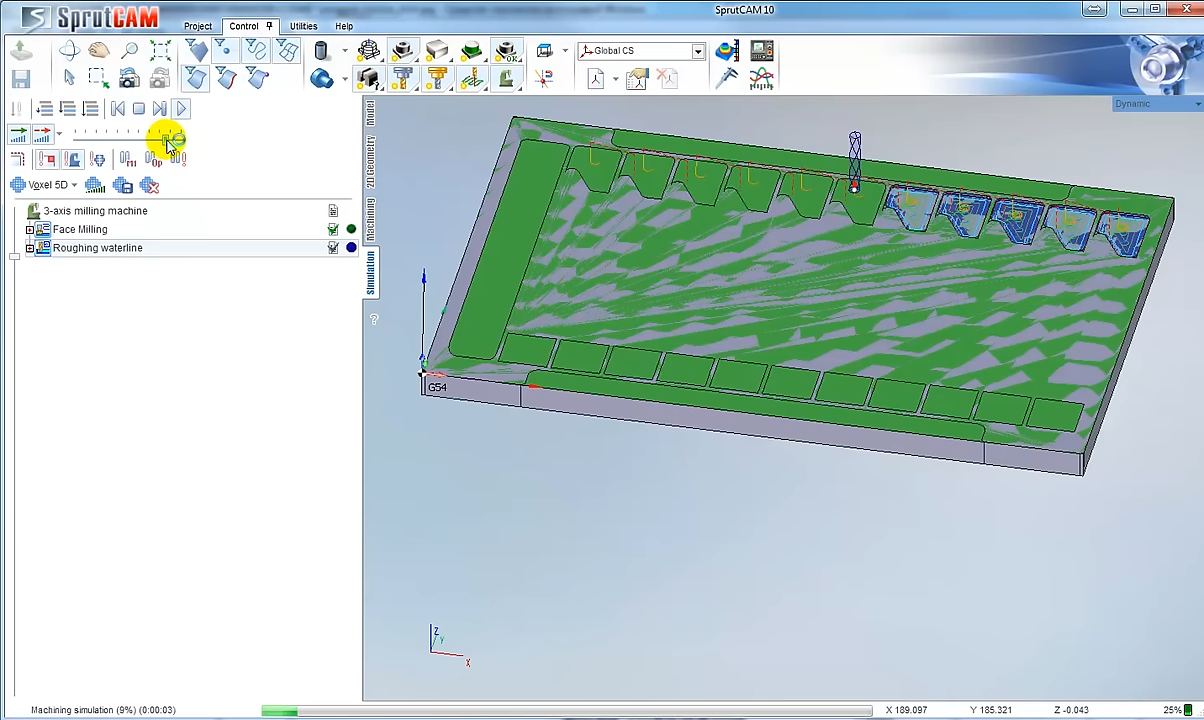 SprutCAM
SprutCAM 10
Project
Control
Utilities
Help
OK
Global CS
Dynamic
Voxel 5D
3-axis milling machine
Face Milling
Roughing waterline
Model
2D Geometry
Machining
Simulation
?
G54
Z
Y
X
Machining simulation (9%) (0:00:03)
X 189.097
Y 185.321
Z -0.043
25%